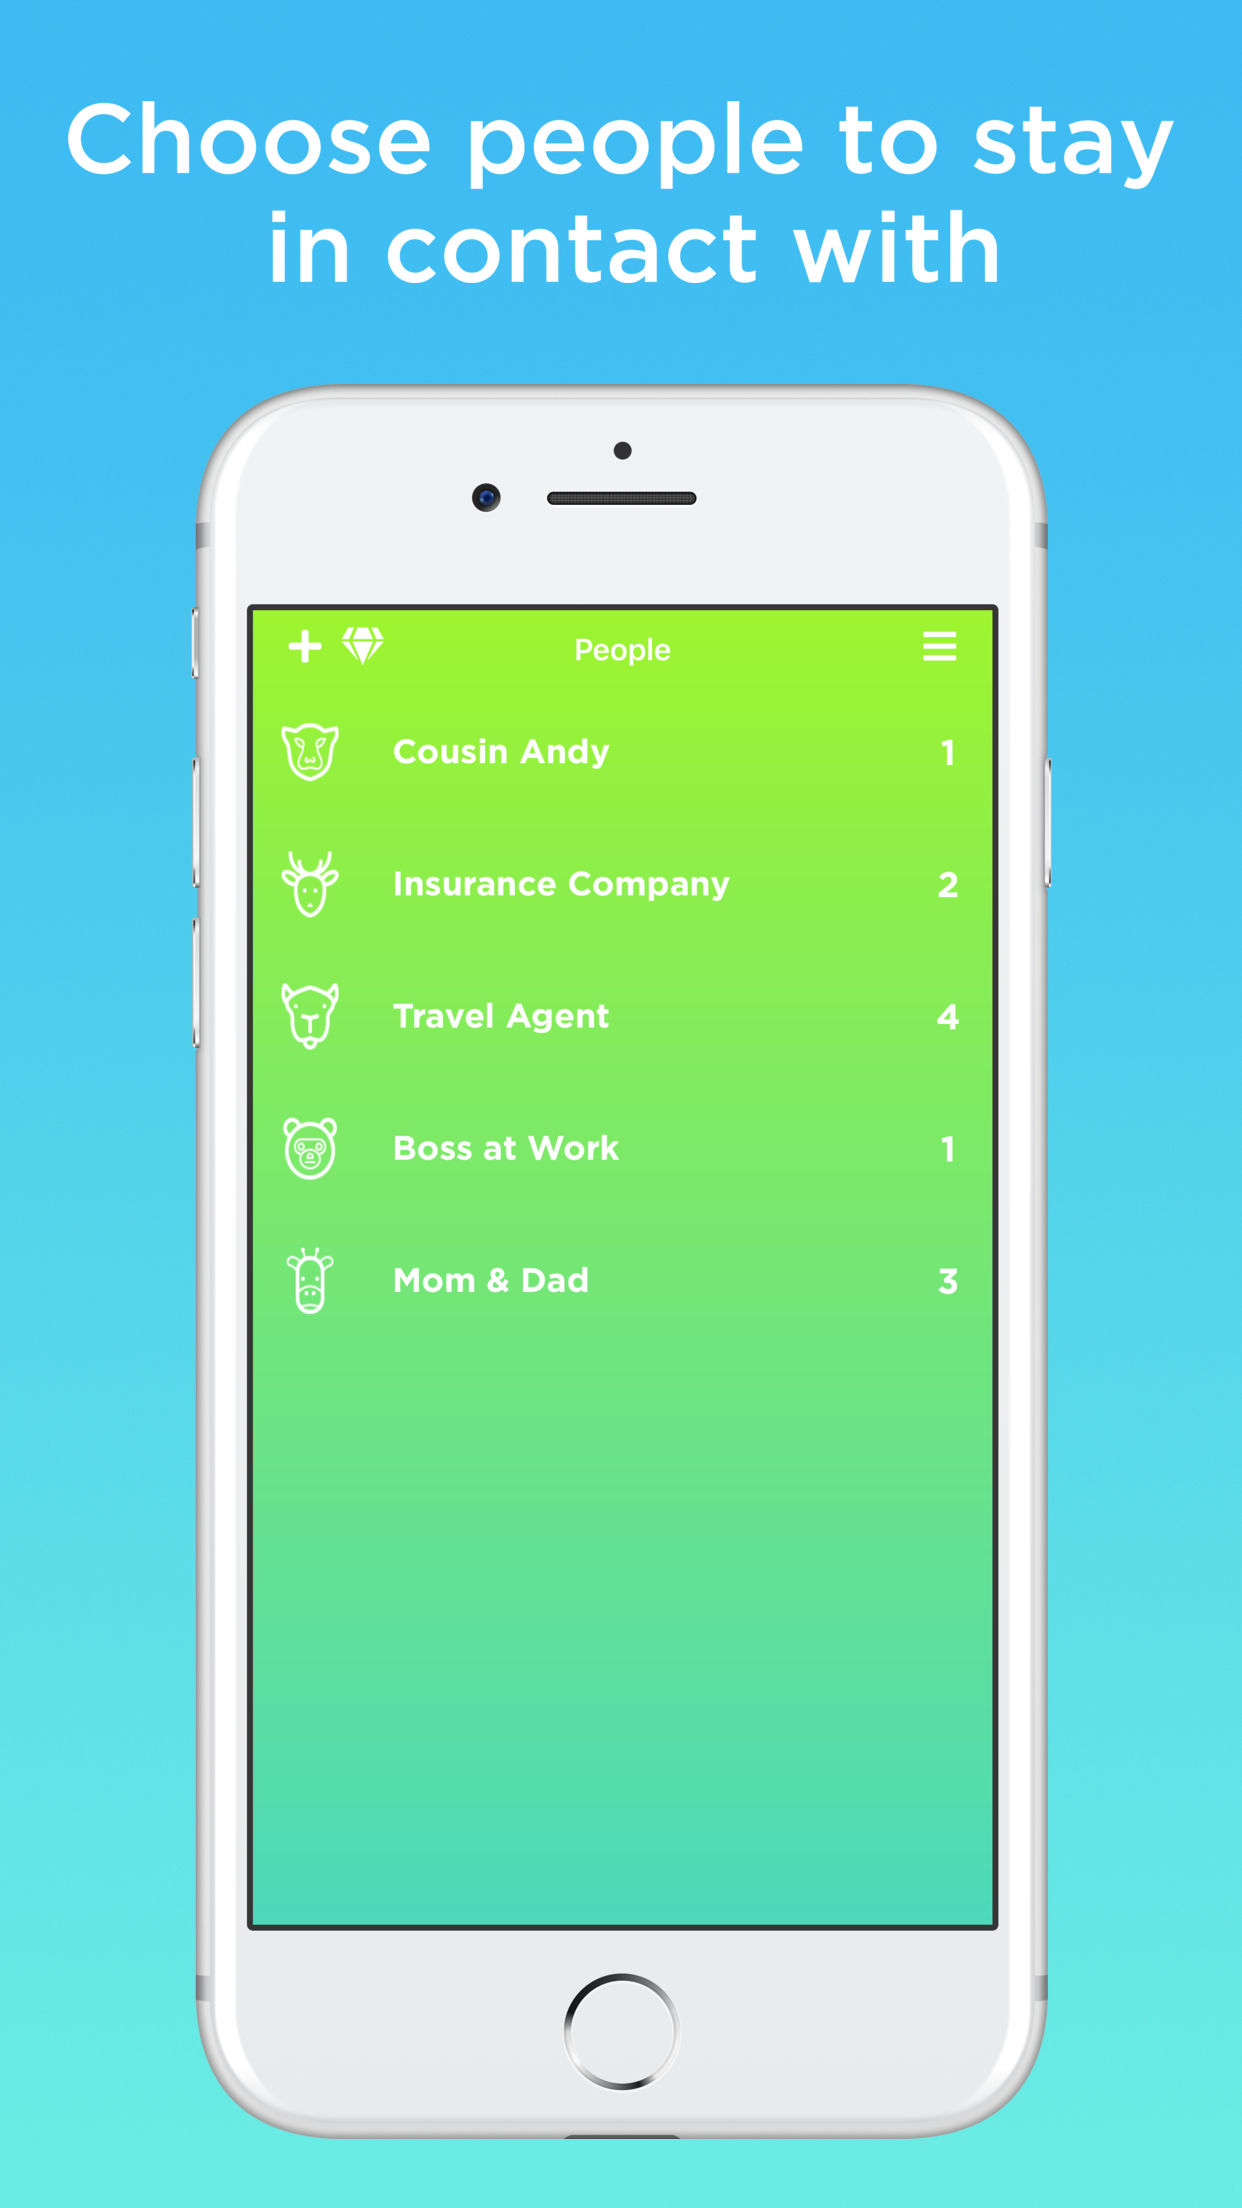 Choose people to stay
in contact with
People
Cousin Andy 1
Insurance Company 2
Travel Agent 4
Boss at Work 1
Mom & Dad 3